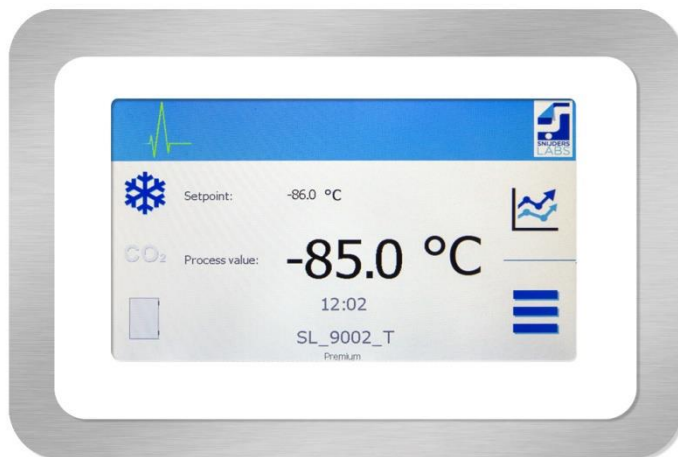 SNIJDERS
LABS
Setpoint: -86.0 °C
CO₂
Process value: -85.0 °C
12:02
SL_9002_T
Premium